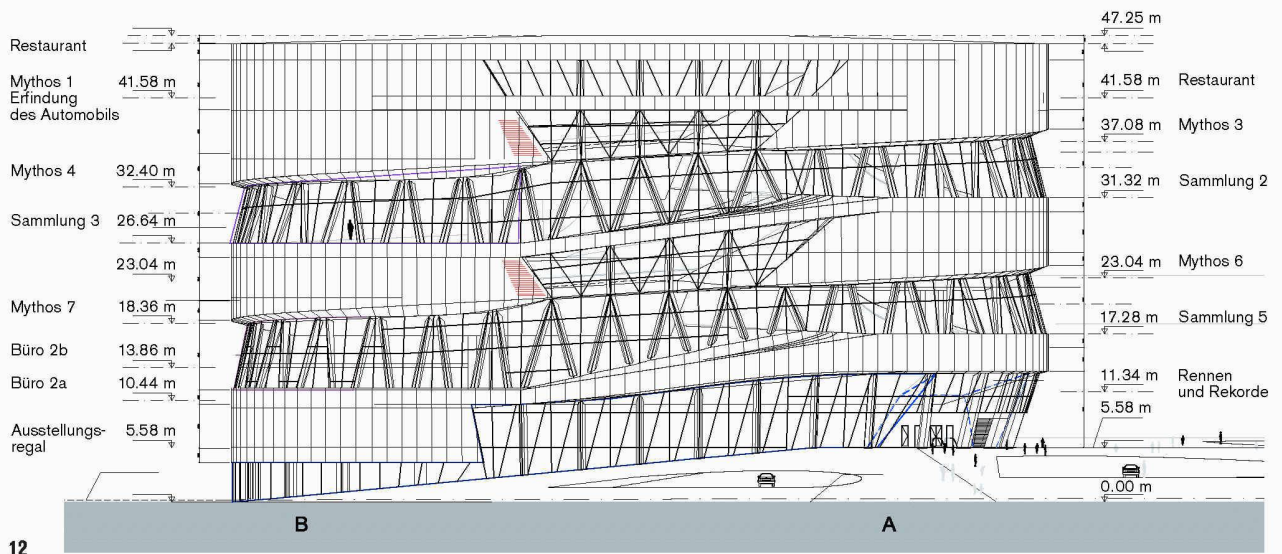 Restaurant
Mythos 1 41.58 m
Erfindung
des Automobils
Mythos 4 32.40 m
Sammlung 3 26.64 m
23.04 m
Mythos 7 18.36 m
Büro 2b 13.86 m
Büro 2a 10.44 m
Ausstellungs- 5.58 m
regal
47.25 m
41.58 m Restaurant
37.08 m Mythos 3
31.32 m Sammlung 2
23.04 m Mythos 6
17.28 m Sammlung 5
11.34 m Rennen
und Rekorde
5.58 m
0.00 m
B A
12